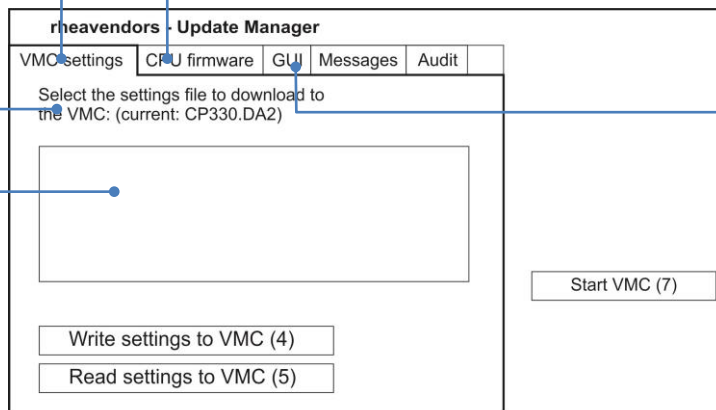 rheavendors - Update Manager
VMC settings CPU firmware GUI Messages Audit
Select the settings file to download to
the VMC: (current: CP330.DA2)
Start VMC (7)
Write settings to VMC (4)
Read settings to VMC (5)